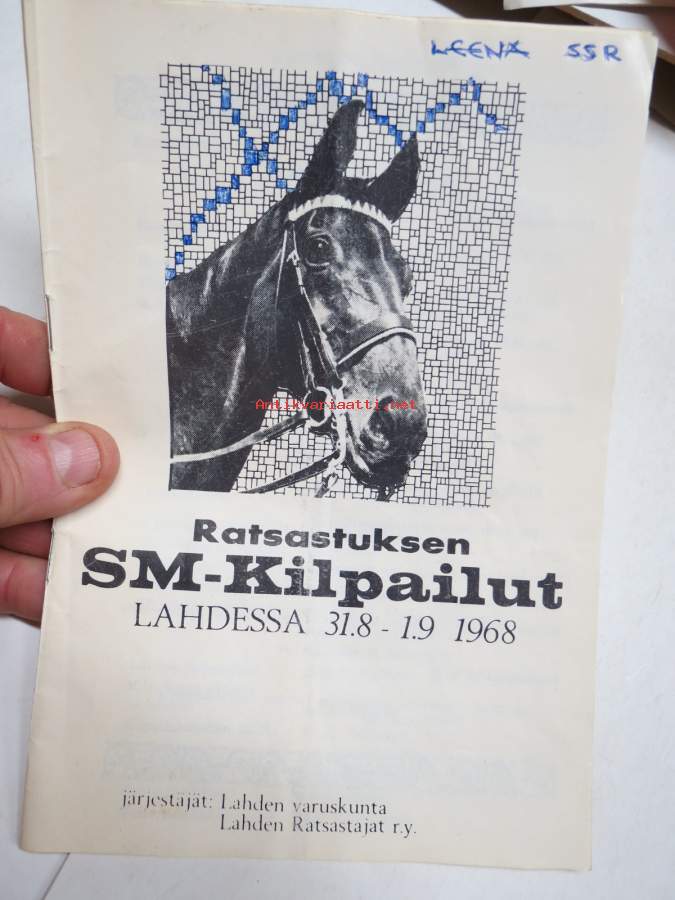 LEENA SSR
Antikvariaatti.net
Ratsastuksen
SM-Kilpailut
LAHDESSA 31.8 - 1.9 1968
järjestäjät: Lahden varuskunta
Lahden Ratsastajat r.y.